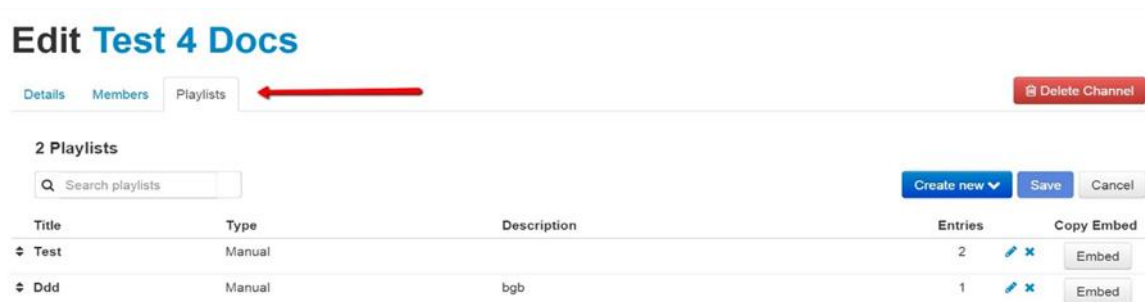 Edit Test 4 Docs
Details Members Playlists Delete Channel
2 Playlists
Search playlists Create new Save Cancel
Title Type Description Entries Copy Embed
Test Manual 2 Embed
Ddd Manual bgb 1 Embed